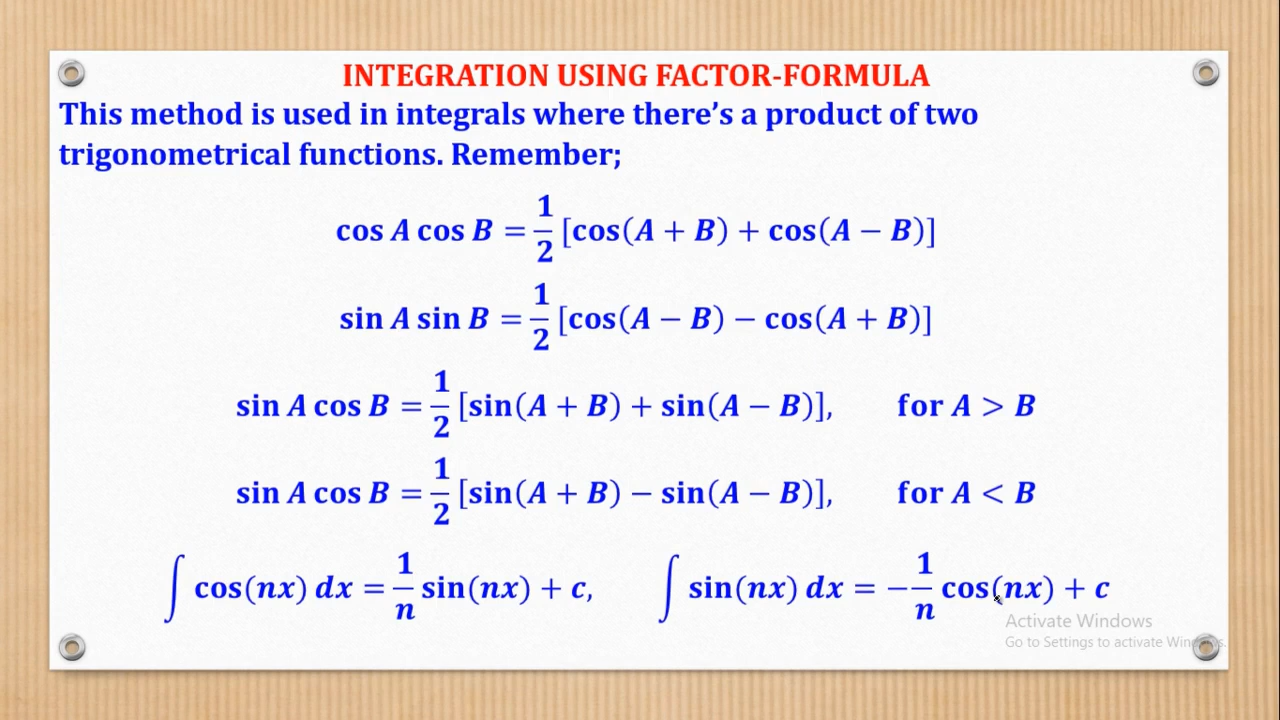 INTEGRATION USING FACTOR-FORMULA
This method is used in integrals where there’s a product of two
trigonometrical functions. Remember;
cos A cos B = 1/2 [cos(A + B) + cos(A − B)]
sin A sin B = 1/2 [cos(A − B) − cos(A + B)]
sin A cos B = 1/2 [sin(A + B) + sin(A − B)], for A > B
sin A cos B = 1/2 [sin(A + B) − sin(A − B)], for A < B
∫ cos(nx) dx = 1/n sin(nx) + c, ∫ sin(nx) dx = − 1/n cos(nx) + c
Activate Windows
Go to Settings to activate Windows.